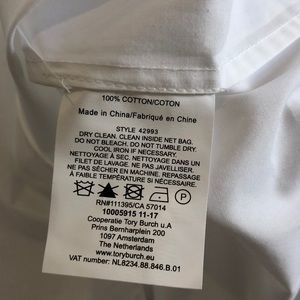 100% COTTON/COTON
Made in China/Fabriqué en Chine
STYLE 42993
DRY CLEAN. CLEAN INSIDE NET BAG.
DO NOT BLEACH. DO NOT TUMBLE DRY.
COOL IRON IF NECESSARY.
NETTOYAGE À SEC. NETTOYAGE DANS UN
FILET DE LAVAGE. NE PAS JAVELLISER.
NE PAS SÉCHER EN MACHINE. REPASSAGE
À FAIBLE TEMPÉRATURE SI NÉCESSAIRE.
P
RN#111395/CA 57014
10005915 11-17
Cooperatie Tory Burch u.A
Prins Bernharplein 200
1097 Amsterdam
The Netherlands
www.toryburch.eu
VAT number: NL8234.88.846.B.01